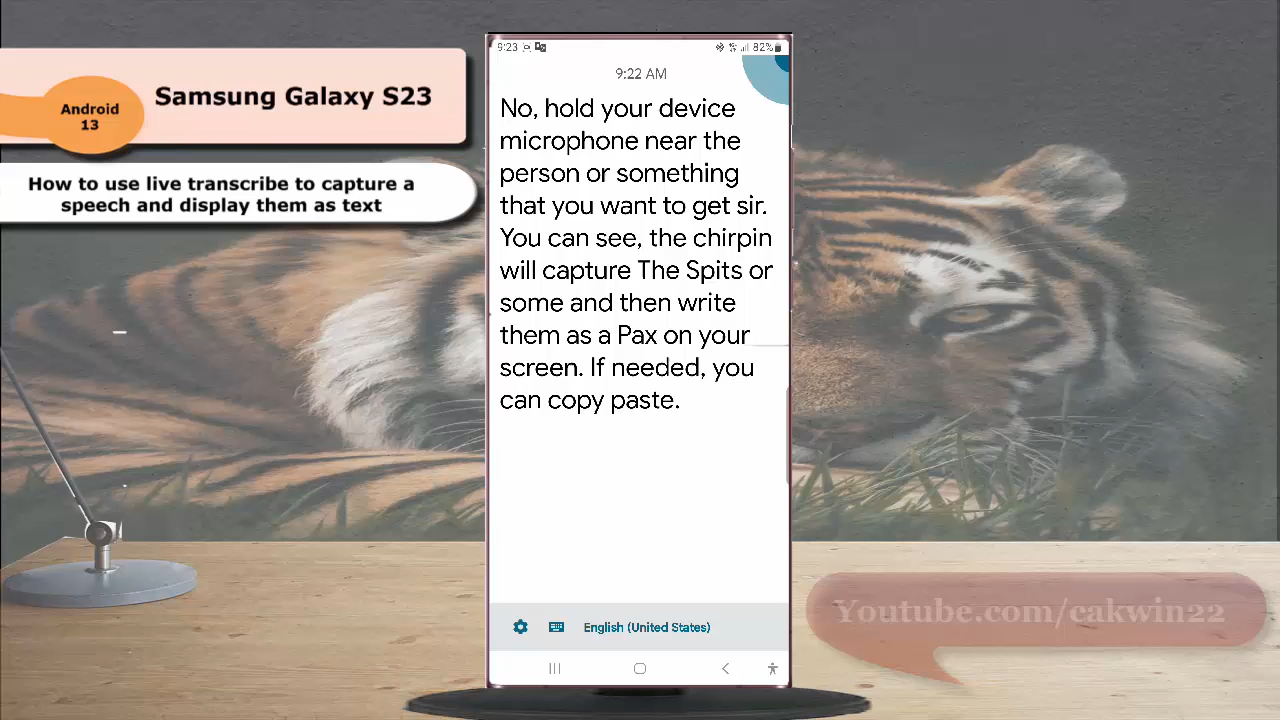 Samsung Galaxy S23
Android
13
How to use live transcribe to capture a
speech and display them as text
9:23
82%
9:22 AM
No, hold your device
microphone near the
person or something
that you want to get sir.
You can see, the chirpin
will capture The Spits or
some and then write
them as a Pax on your
screen. If needed, you
can copy paste.
English (United States)
Youtube.com/cakwin22